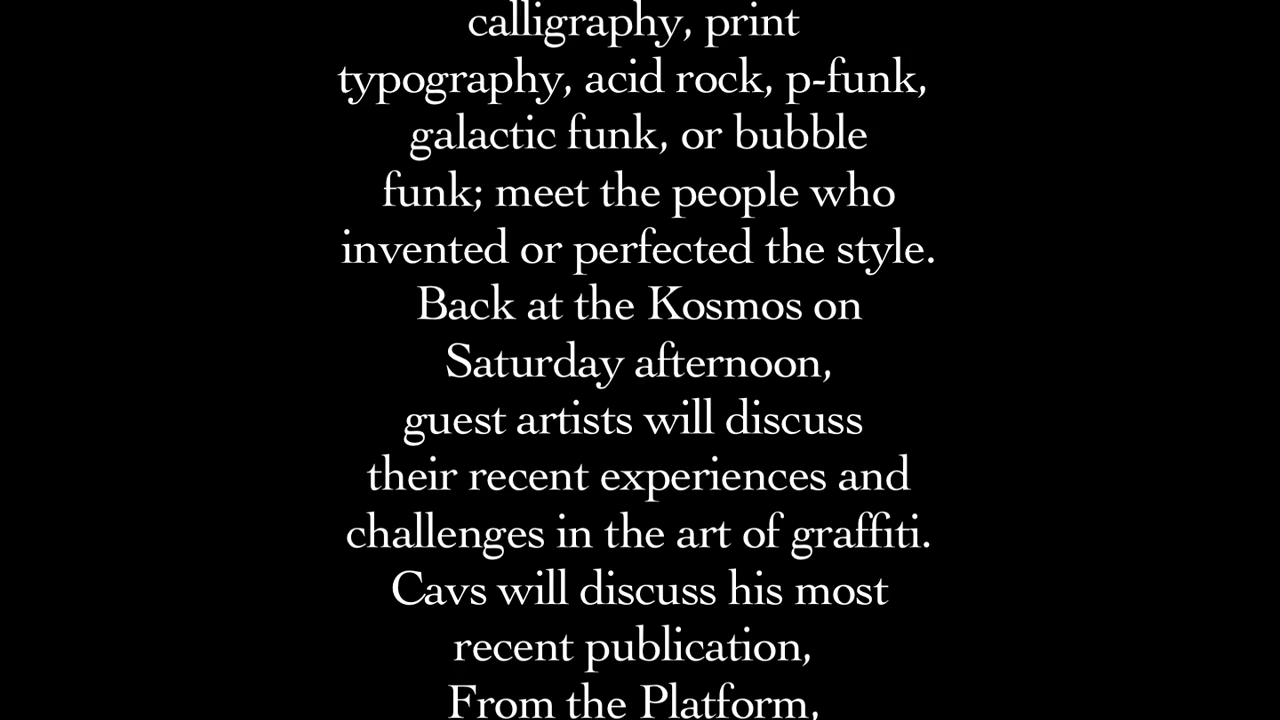 calligraphy, print
typography, acid rock, p-funk,
galactic funk, or bubble
funk; meet the people who
invented or perfected the style.
Back at the Kosmos on
Saturday afternoon,
guest artists will discuss
their recent experiences and
challenges in the art of graffiti.
Cavs will discuss his most
recent publication,
From the Platform,